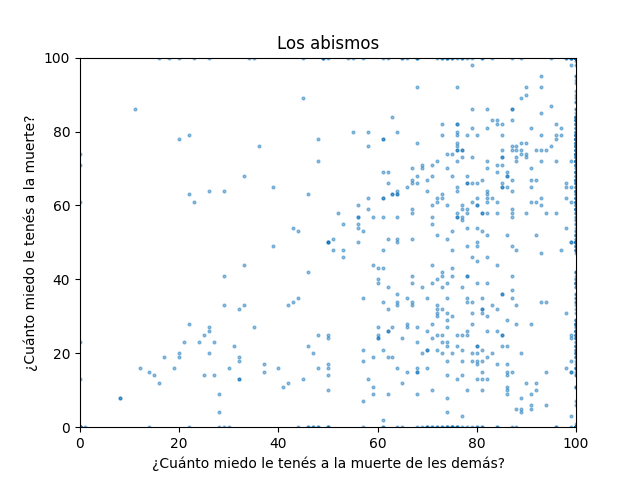 Los abismos
¿Cuánto miedo le tenés a la muerte?
100
80
60
40
20
0
0 20 40 60 80 100
¿Cuánto miedo le tenés a la muerte de les demás?